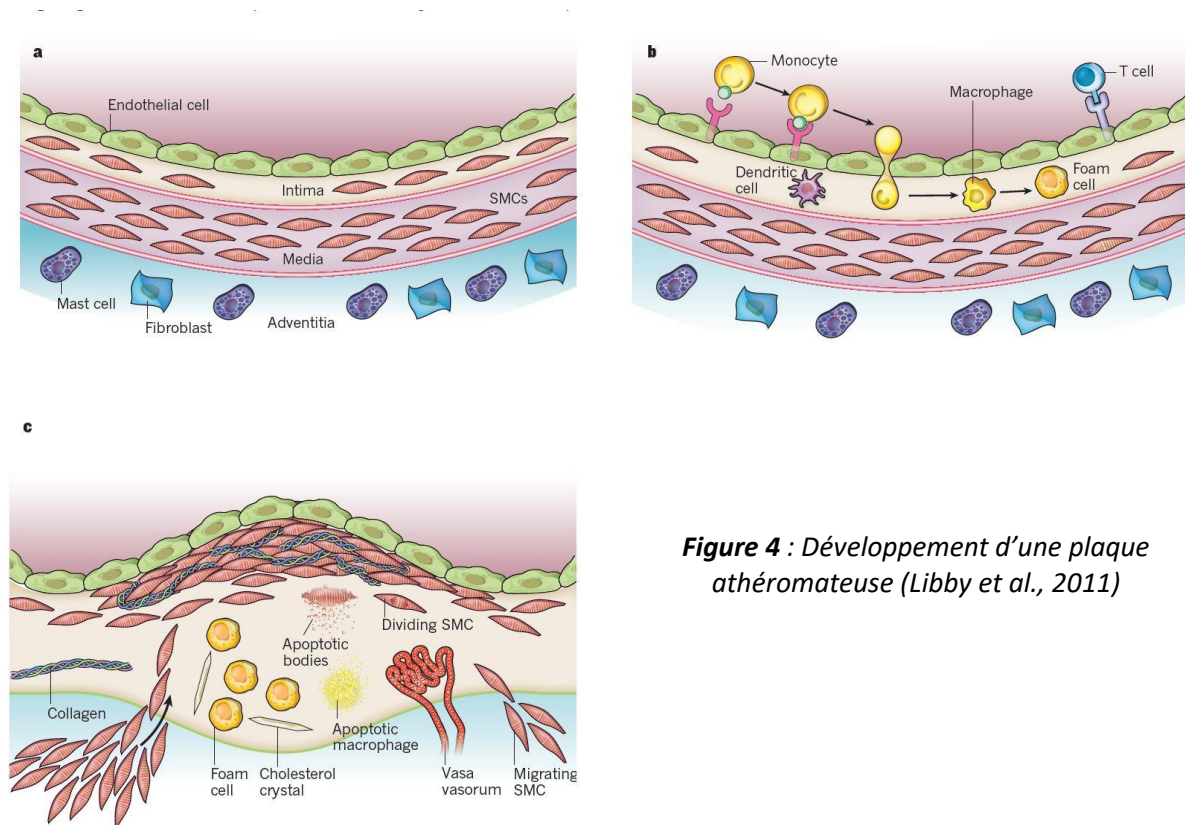 a
Endothelial cell
Intima
SMCs
Media
Mast cell
Fibroblast
Adventitia
b
Monocyte
T cell
Macrophage
Dendritic
cell
Foam
cell
c
Dividing SMC
Apoptotic
bodies
Collagen
Apoptotic
macrophage
Foam
cell
Cholesterol
crystal
Vasa
vasorum
Migrating
SMC
Figure 4 : Développement d’une plaque
athéromateuse (Libby et al., 2011)